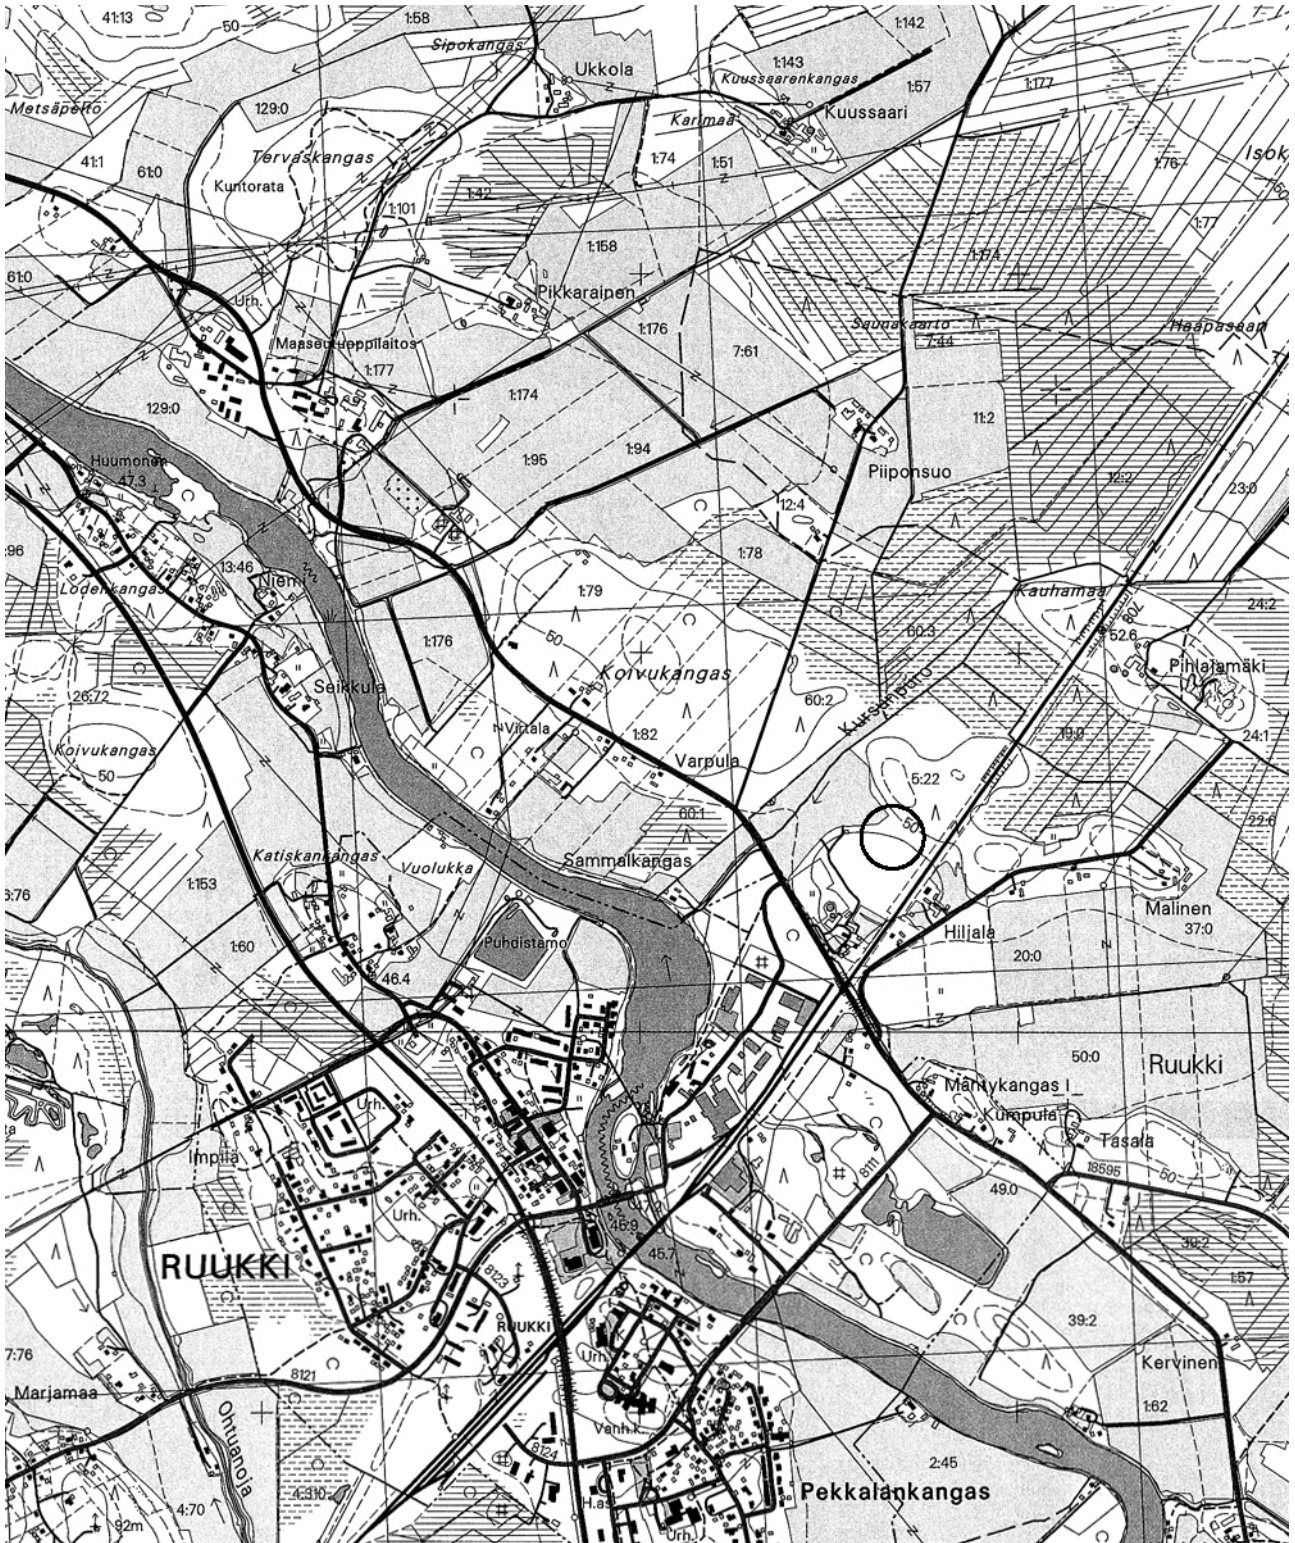 41:13
50
1:58
1:142
Sipokangas
Ukkola
1:143
Kuussaarenkangas
1:57
1:177
Metsäpelto
129:0
Karimaa
Kuussaari
Tervaskangas
41:1
61:0
Kuntorata
1:74
1:51
1:76
Isok
50
1:42
1:101
1:77
1:158
1:174
61:0
Urh.
Pikkarainen
1:176
Saunakaarto
7:44
Haapasaari
Maaseutuoppilaitos
1:177
7:61
129:0
1:174
11:2
Huumonen
47.3
1:95
1:94
Piiponsuo
12:2
23:0
12:4
:96
13:46
Niemi
1:78
Lodenkangas
1:79
Kauhamaa
708
24:2
1:176
50
60:3
52.6
Pihlajamäki
Seikkula
Koivukangas
26:72
60:2
Kursunpuro
19:0
24:1
Virtala
1:82
Koivukangas
50
Varpula
5:22
60:1
50
22:6
Katiskankangas
Vuolukka
Sammalkangas
1:153
6:76
Malinen
37:0
1:60
Puhdistamo
Hiljala
20:0
46.4
50:0
Ruukki
Mäntykangas
Urh.
Kumpula
Tasala
Impilä
18595
50
8111
49:0
Urh.
46.9
45.7
39:2
RUUKKI
8123
1:57
RUUKKI
K
39:2
7:76
Urh.
Kervinen
8121
Marjamaa
1:62
Ohtuanoja
Vanh.k.
8124
2:45
4:310
4:70
H.as
Pekkalankangas
92m
Urh.